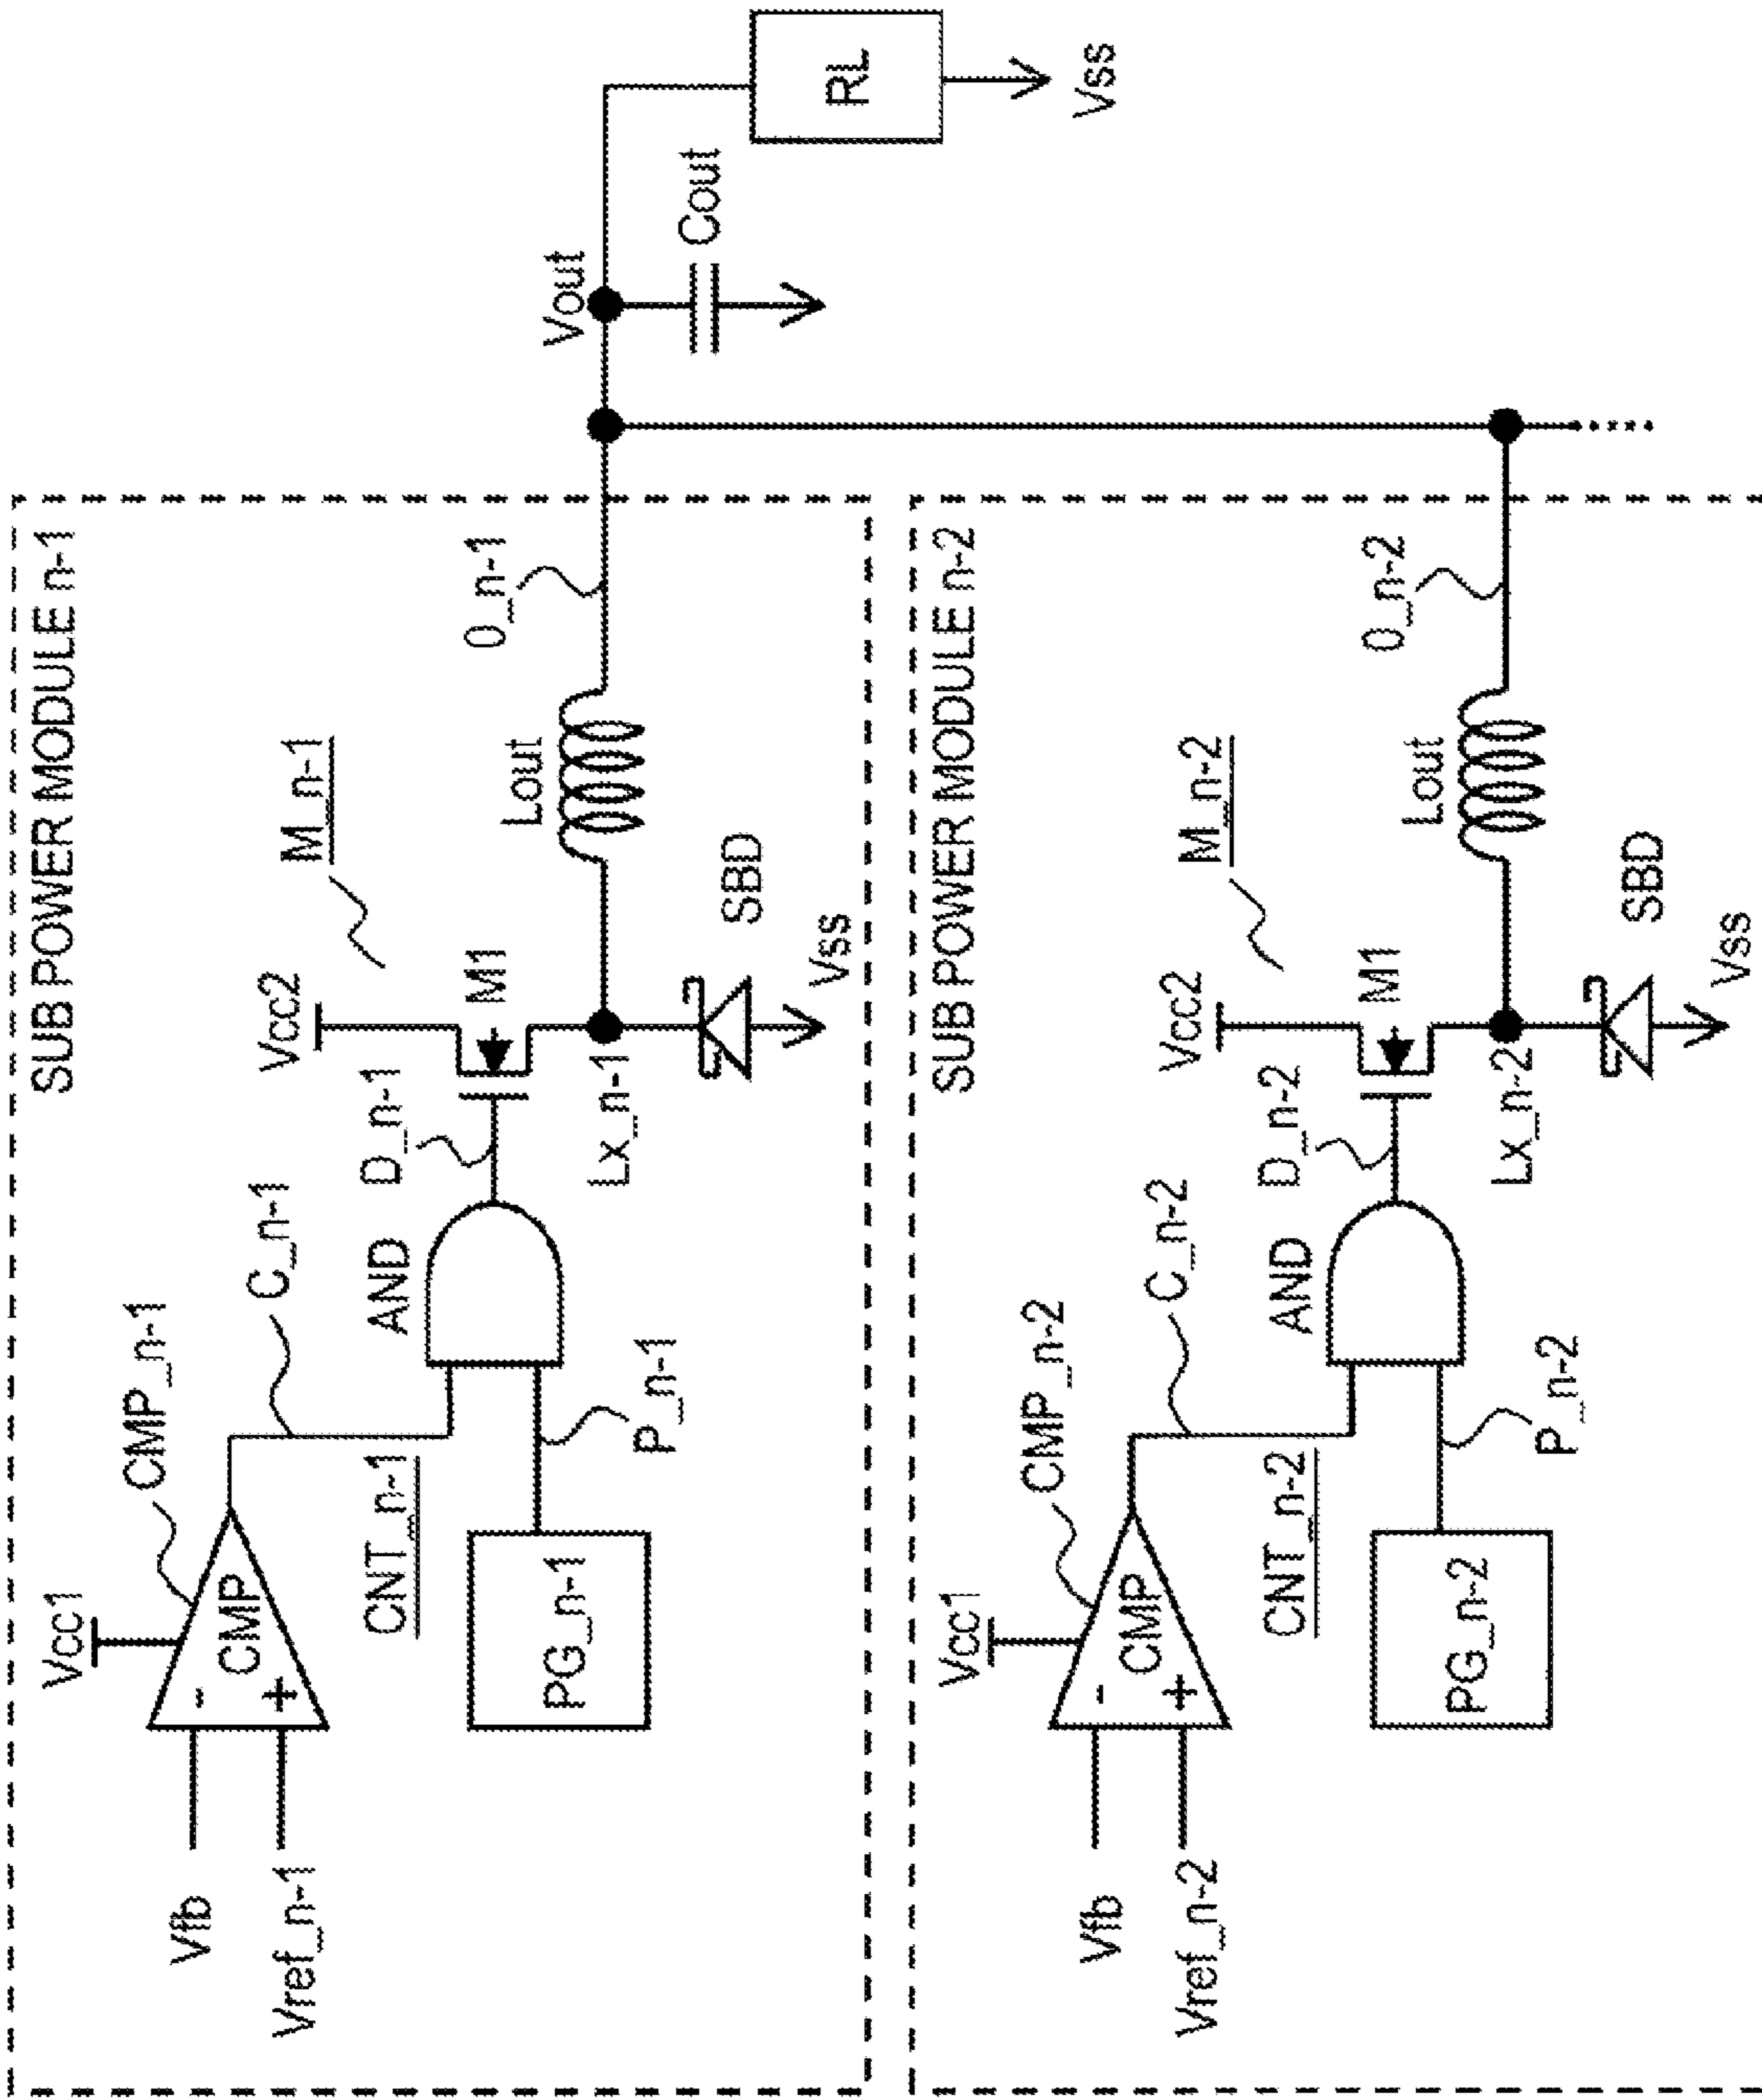 SUB POWER MODULE n-1
Vcc1
CMP_n-1
Vfb
-
CMP
C_n-1
Vcc2
M_n-1
Vref_n-1
+
CNT_n-1
AND
D_n-1
M1
Lout
O_n-1
Vout
PG_n-1
P_n-1
Lx_n-1
SBD
Vss
Cout
RL
Vss
SUB POWER MODULE n-2
Vcc1
CMP_n-2
Vfb
-
CMP
C_n-2
Vcc2
M_n-2
Vref_n-2
+
CNT_n-2
AND
D_n-2
M1
Lout
O_n-2
PG_n-2
P_n-2
Lx_n-2
SBD
Vss